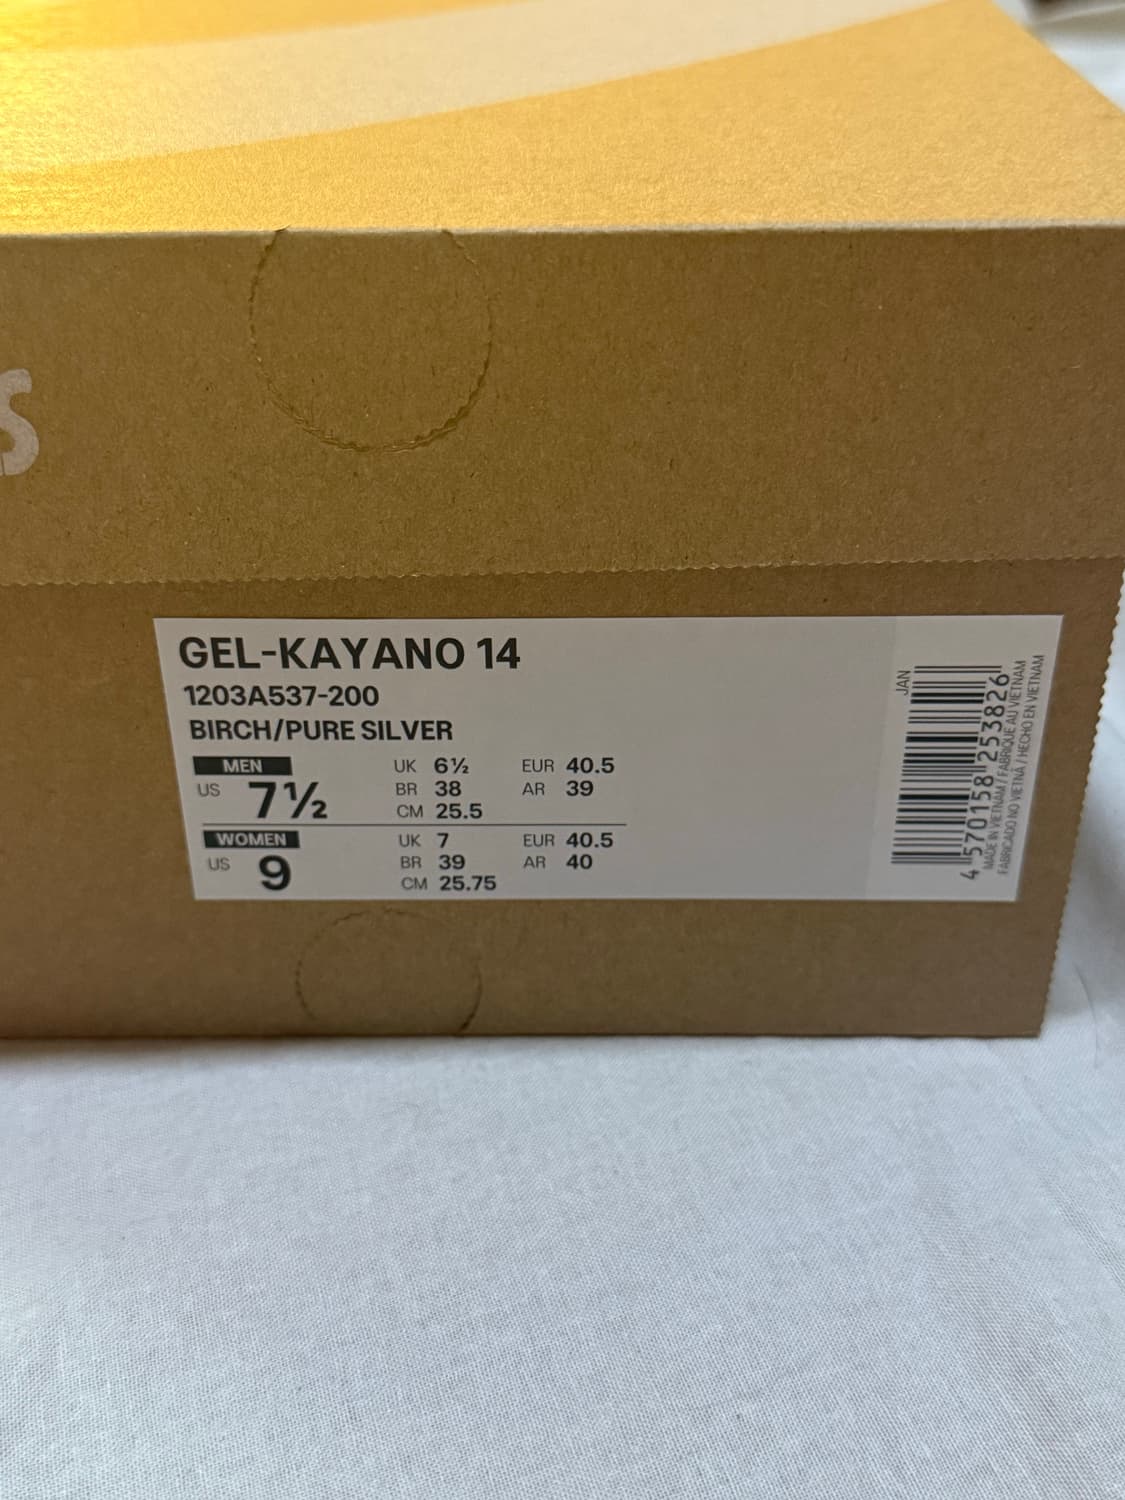 s
GEL-KAYANO 14
1203A537-200
BIRCH/PURE SILVER
MEN
US 7½
UK 6½ EUR 40.5
BR 38 AR 39
CM 25.5
WOMEN
US 9
UK 7 EUR 40.5
BR 39 AR 40
CM 25.75
JAN
4 570158 253826
MADE IN VIETNAM / FABRIQUÉ AU VIETNAM
FABRICADO NO VIETNÃ / HECHO EN VIETNAM